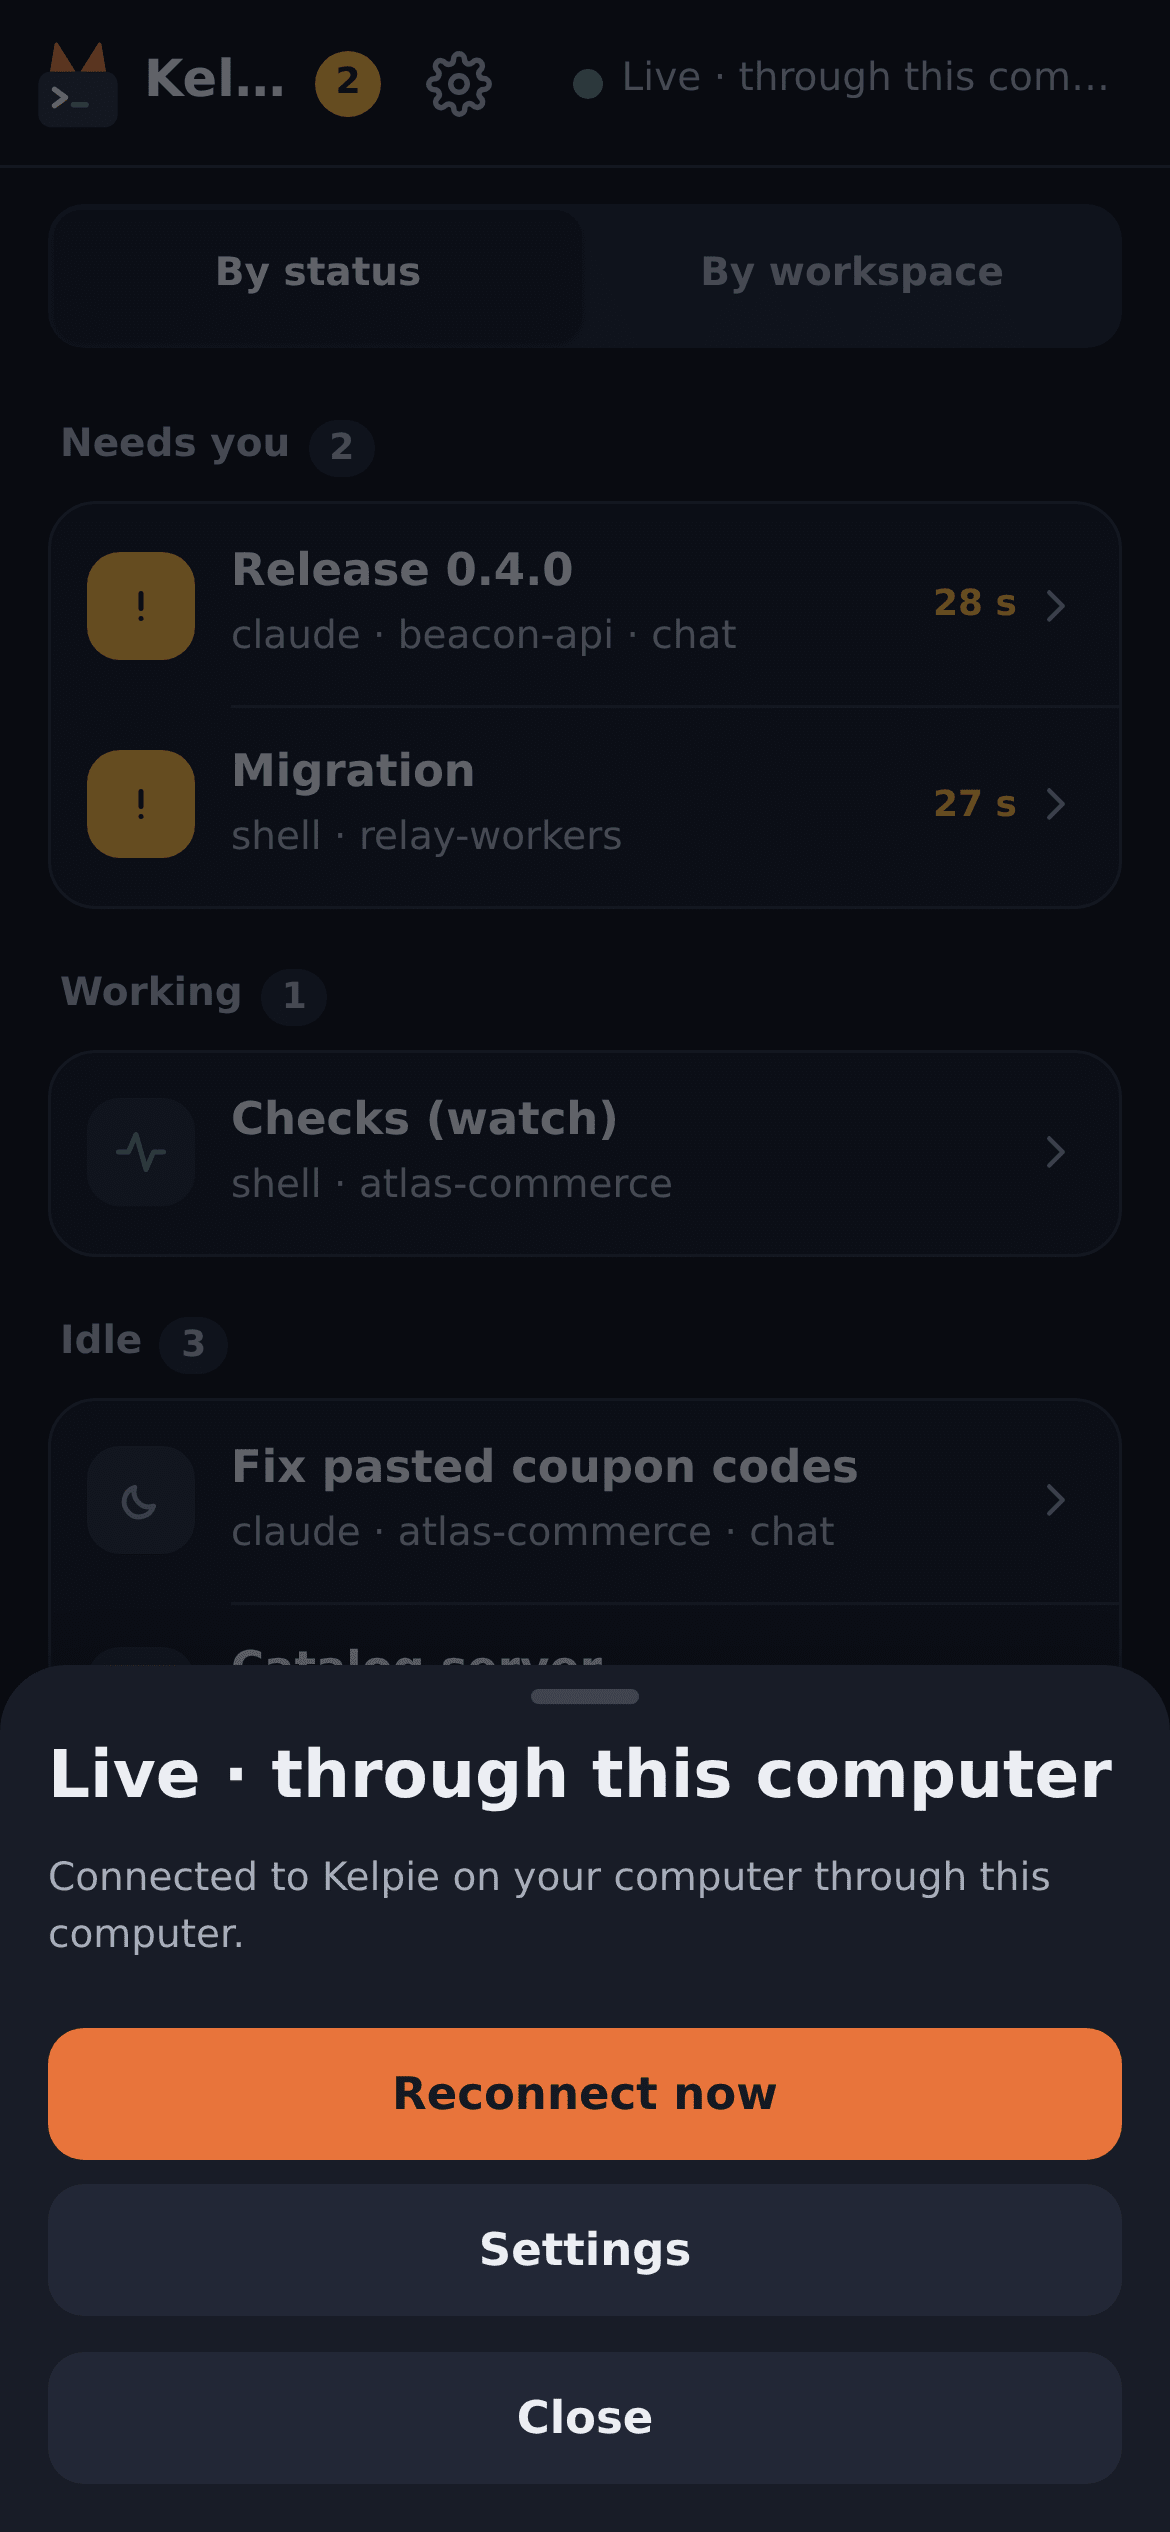 Kel...
2
Live · through this com...
By status
By workspace
Needs you 2
Release 0.4.0
claude · beacon-api · chat
28 s
Migration
shell · relay-workers
27 s
Working 1
Checks (watch)
shell · atlas-commerce
Idle 3
Fix pasted coupon codes
claude · atlas-commerce · chat
Catalog server
Live · through this computer
Connected to Kelpie on your computer through this
computer.
Reconnect now
Settings
Close